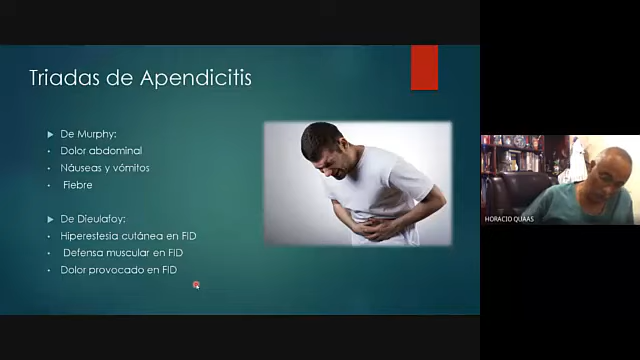 Triadas de Apendicitis
De Murphy:
Dolor abdominal
Náuseas y vómitos
Fiebre
De Dieulafoy:
Hiperestesia cutánea en FID
Defensa muscular en FID
Dolor provocado en FID
HORACIO QUAAS